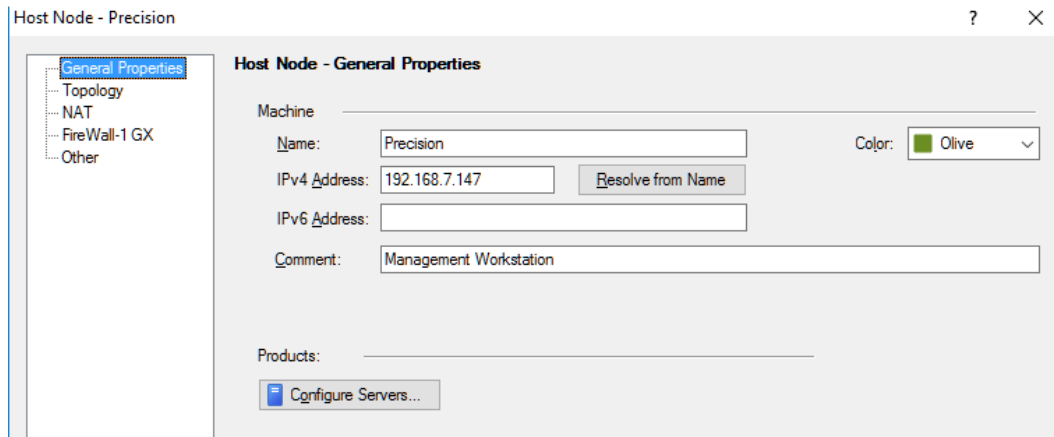 Host Node - Precision ? ×
General Properties
Topology
NAT
FireWall-1 GX
Other
Host Node - General Properties
Machine
Name: Precision Color: Olive
IPv4 Address: 192.168.7.147 Resolve from Name
IPv6 Address:
Comment: Management Workstation
Products:
Configure Servers...